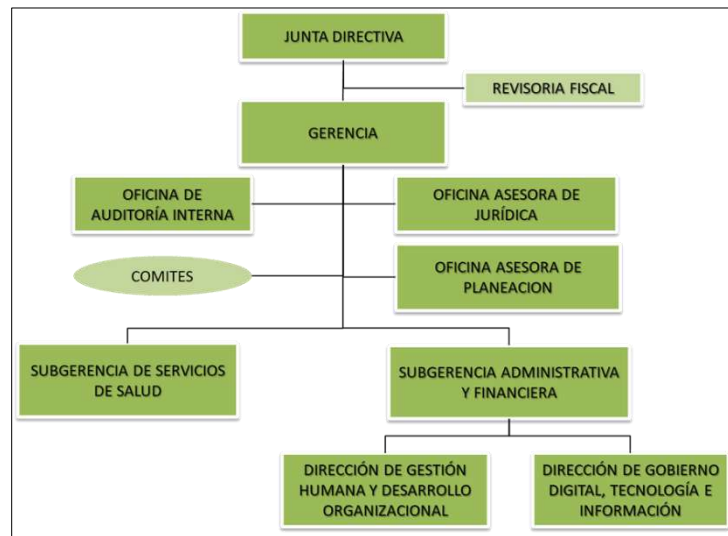 JUNTA DIRECTIVA
REVISORIA FISCAL
GERENCIA
OFICINA DE
AUDITORÍA INTERNA
OFICINA ASESORA DE
JURÍDICA
COMITES
OFICINA ASESORA DE
PLANEACION
SUBGERENCIA DE SERVICIOS
DE SALUD
SUBGERENCIA ADMINISTRATIVA
Y FINANCIERA
DIRECCIÓN DE GESTIÓN
HUMANA Y DESARROLLO
ORGANIZACIONAL
DIRECCIÓN DE GOBIERNO
DIGITAL, TECNOLOGÍA E
INFORMACIÓN